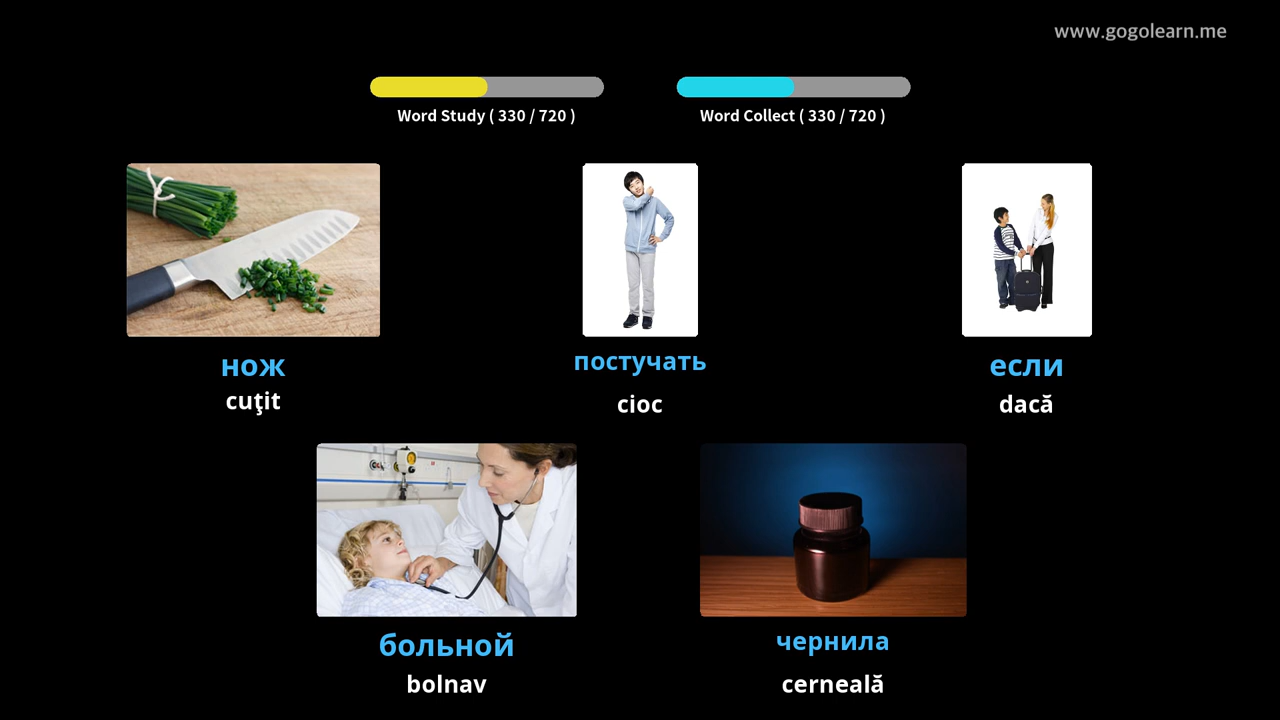 www.gogolearn.me
Word Study ( 330 / 720 )
Word Collect ( 330 / 720 )
нож
cuţit
постучать
cioc
если
dacă
больной
bolnav
чернила
cerneală